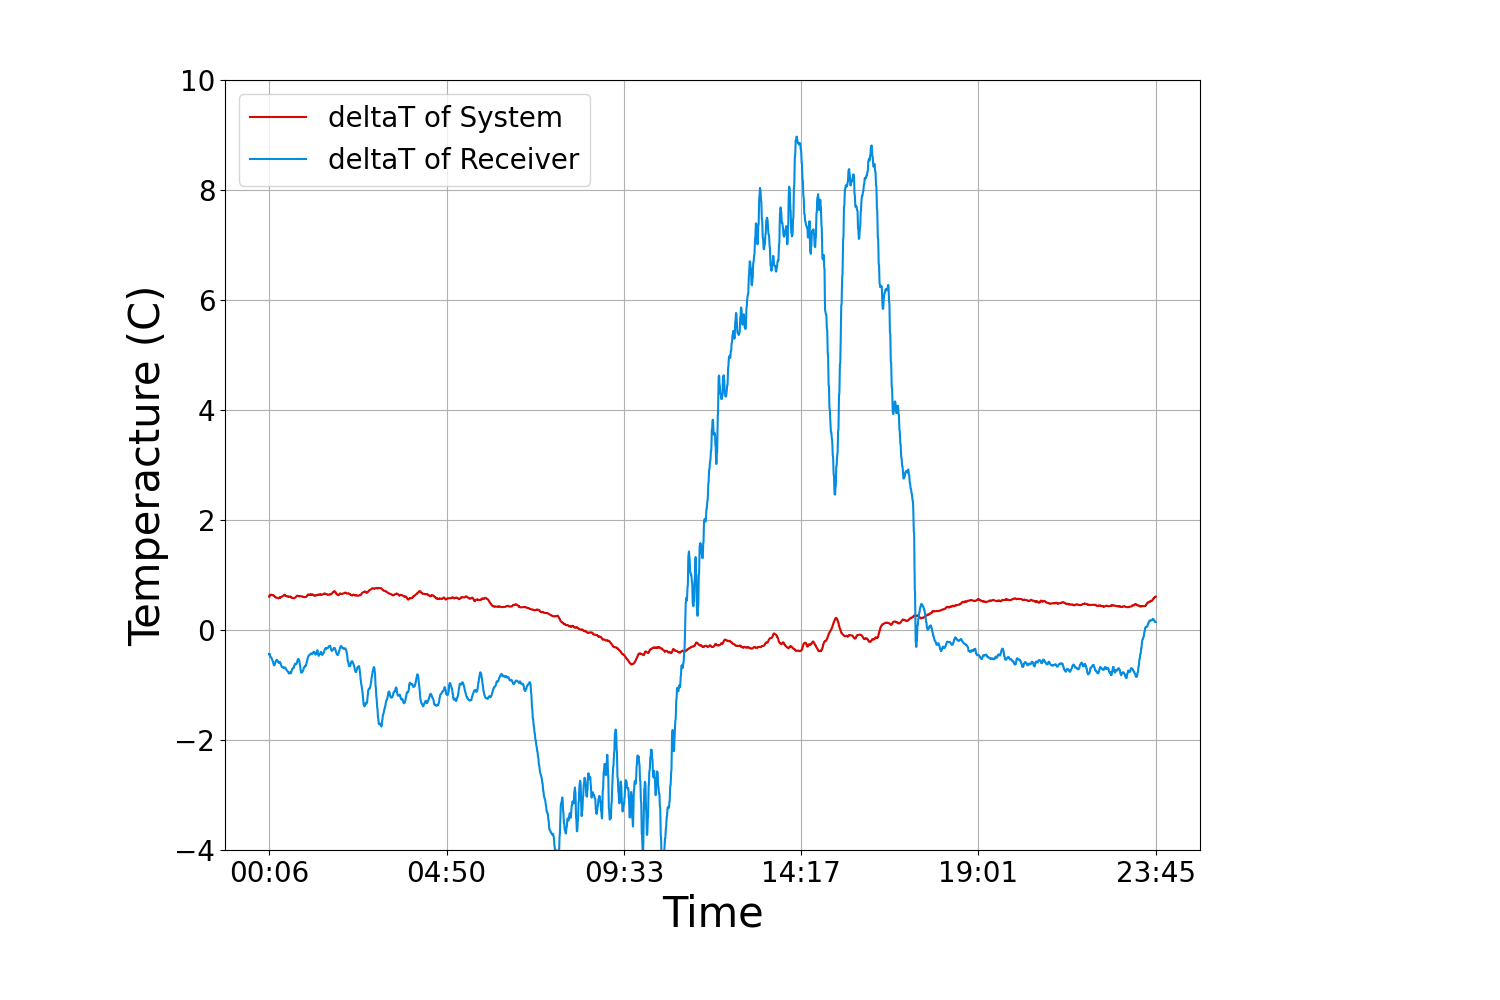 deltaT of System
deltaT of Receiver
10
8
6
4
2
0
−2
−4
Temperacture (C)
00:06 04:50 09:33 14:17 19:01 23:45
Time